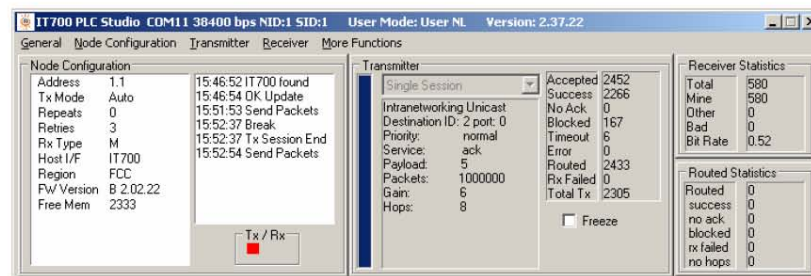 IT700 PLC Studio COM11 38400 bps NID:1 SID:1 User Mode: User NL Version: 2.37.22
General Node Configuration Transmitter Receiver More Functions
Node Configuration
Address 1.1
Tx Mode Auto
Repeats 0
Retries 3
Rx Type M
Host I/F IT700
Region FCC
FW Version B 2.02.22
Free Mem 2333
15:46:52 IT700 found
15:46:54 OK Update
15:51:53 Send Packets
15:52:37 Break
15:52:37 Tx Session End
15:52:54 Send Packets
Tx / Rx
Transmitter
Single Session
Intranetworking Unicast
Destination ID: 2 port: 0
Priority: normal
Service: ack
Payload: 5
Packets: 1000000
Gain: 6
Hops: 8
Accepted 2452
Success 2266
No Ack 0
Blocked 167
Timeout 6
Error 0
Routed 2433
Rx Failed 0
Total Tx 2305
Freeze
Receiver Statistics
Total 580
Mine 580
Other 0
Bad 0
Bit Rate 0.52
Routed Statistics
Routed 0
success 0
no ack 0
blocked 0
rx failed 0
no hops 0